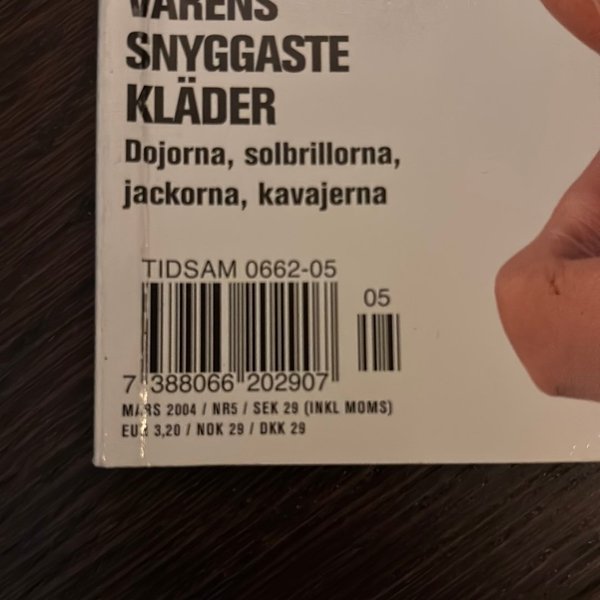 VÅRENS
SNYGGASTE
KLÄDER
Dojorna, solbrillorna,
jackorna, kavajerna
TIDSAM 0662-05
05
7 388066 202907
MARS 2004 / NR5 / SEK 29 (INKL MOMS)
EUR 3,20 / NOK 29 / DKK 29